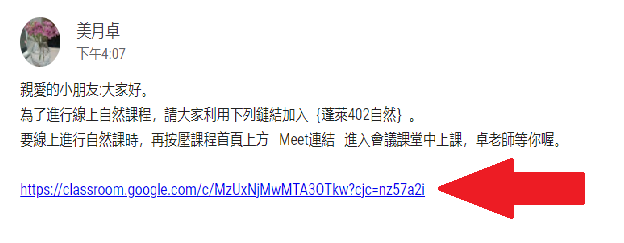 美月卓
下午4:07
親愛的小朋友:大家好。
為了進行線上自然課程，請大家利用下列鏈結加入｛蓬萊402自然｝。
要線上進行自然課時，再按壓課程首頁上方 Meet連結 進入會議課堂中上課，卓老師等你喔。
https://classroom.google.com/c/MzUxNjMwMTA3OTkw?cjc=nz57a2i